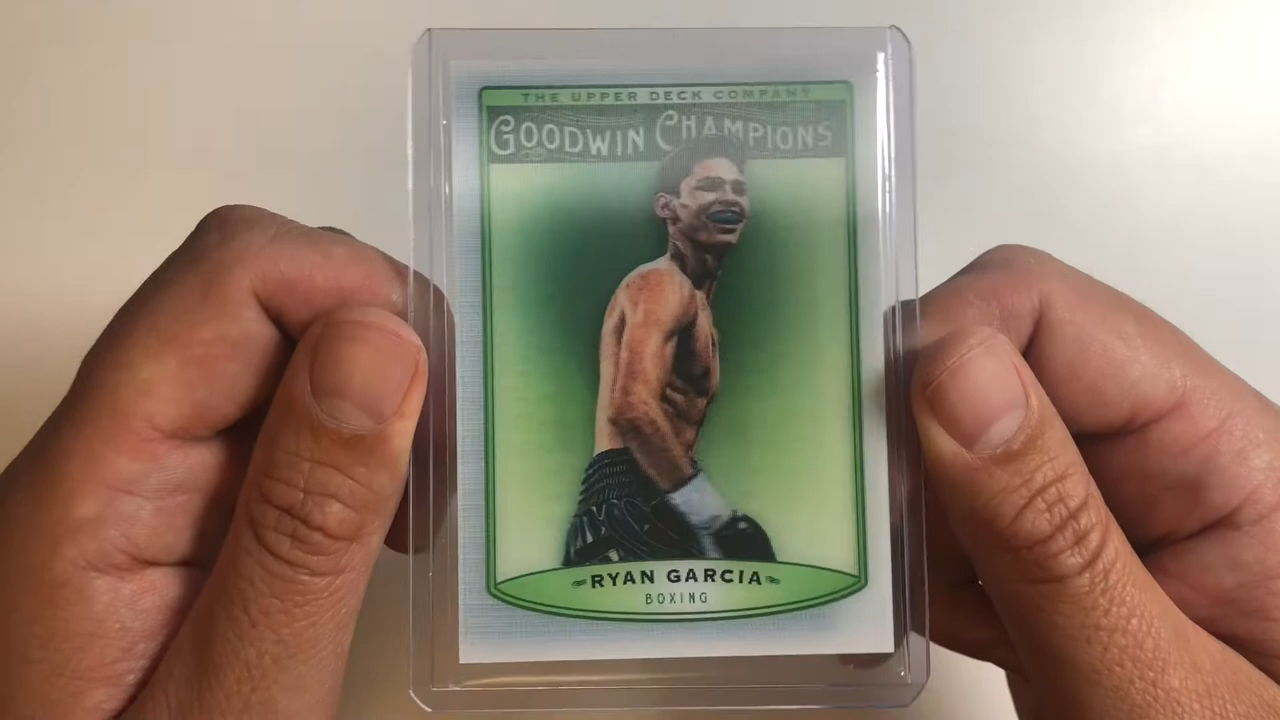 THE UPPER DECK COMPANY
GOODWIN CHAMPIONS
RYAN GARCIA
BOXING